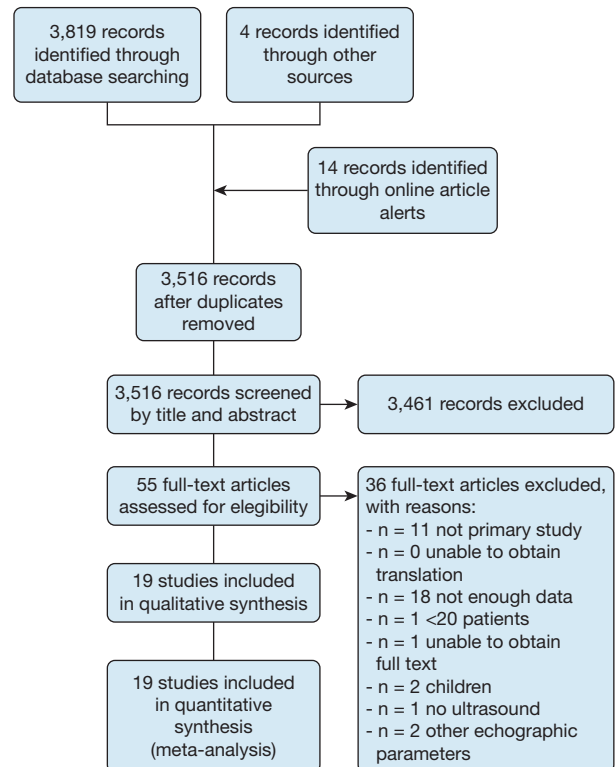 3,819 records
identified through
database searching
4 records identified
through other
sources
14 records identified
through online article
alerts
3,516 records
after duplicates
removed
3,516 records screened
by title and abstract
3,461 records excluded
55 full-text articles
assessed for elegibility
36 full-text articles excluded,
with reasons:
- n = 11 not primary study
- n = 0 unable to obtain
translation
- n = 18 not enough data
- n = 1 <20 patients
- n = 1 unable to obtain
full text
- n = 2 children
- n = 1 no ultrasound
- n = 2 other echographic
parameters
19 studies included
in qualitative synthesis
19 studies included
in quantitative
synthesis
(meta-analysis)